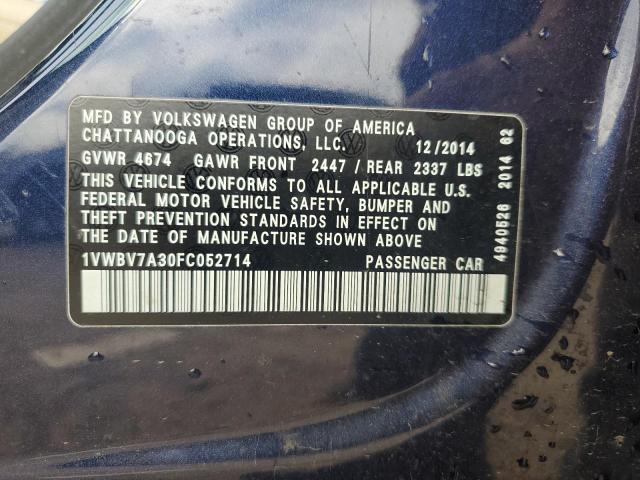 MFD BY VOLKSWAGEN GROUP OF AMERICA
CHATTANOOGA OPERATIONS, LLC. 12/2014
GVWR 4674 GAWR FRONT 2447/REAR 2337 LBS
THIS VEHICLE CONFORMS TO ALL APPLICABLE U.S.
FEDERAL MOTOR VEHICLE SAFETY, BUMPER AND
THEFT PREVENTION STANDARDS IN EFFECT ON
THE DATE OF MANUFACTURE SHOWN ABOVE
1VWBV7A30FC052714 PASSENGER CAR
4940526 2014 62